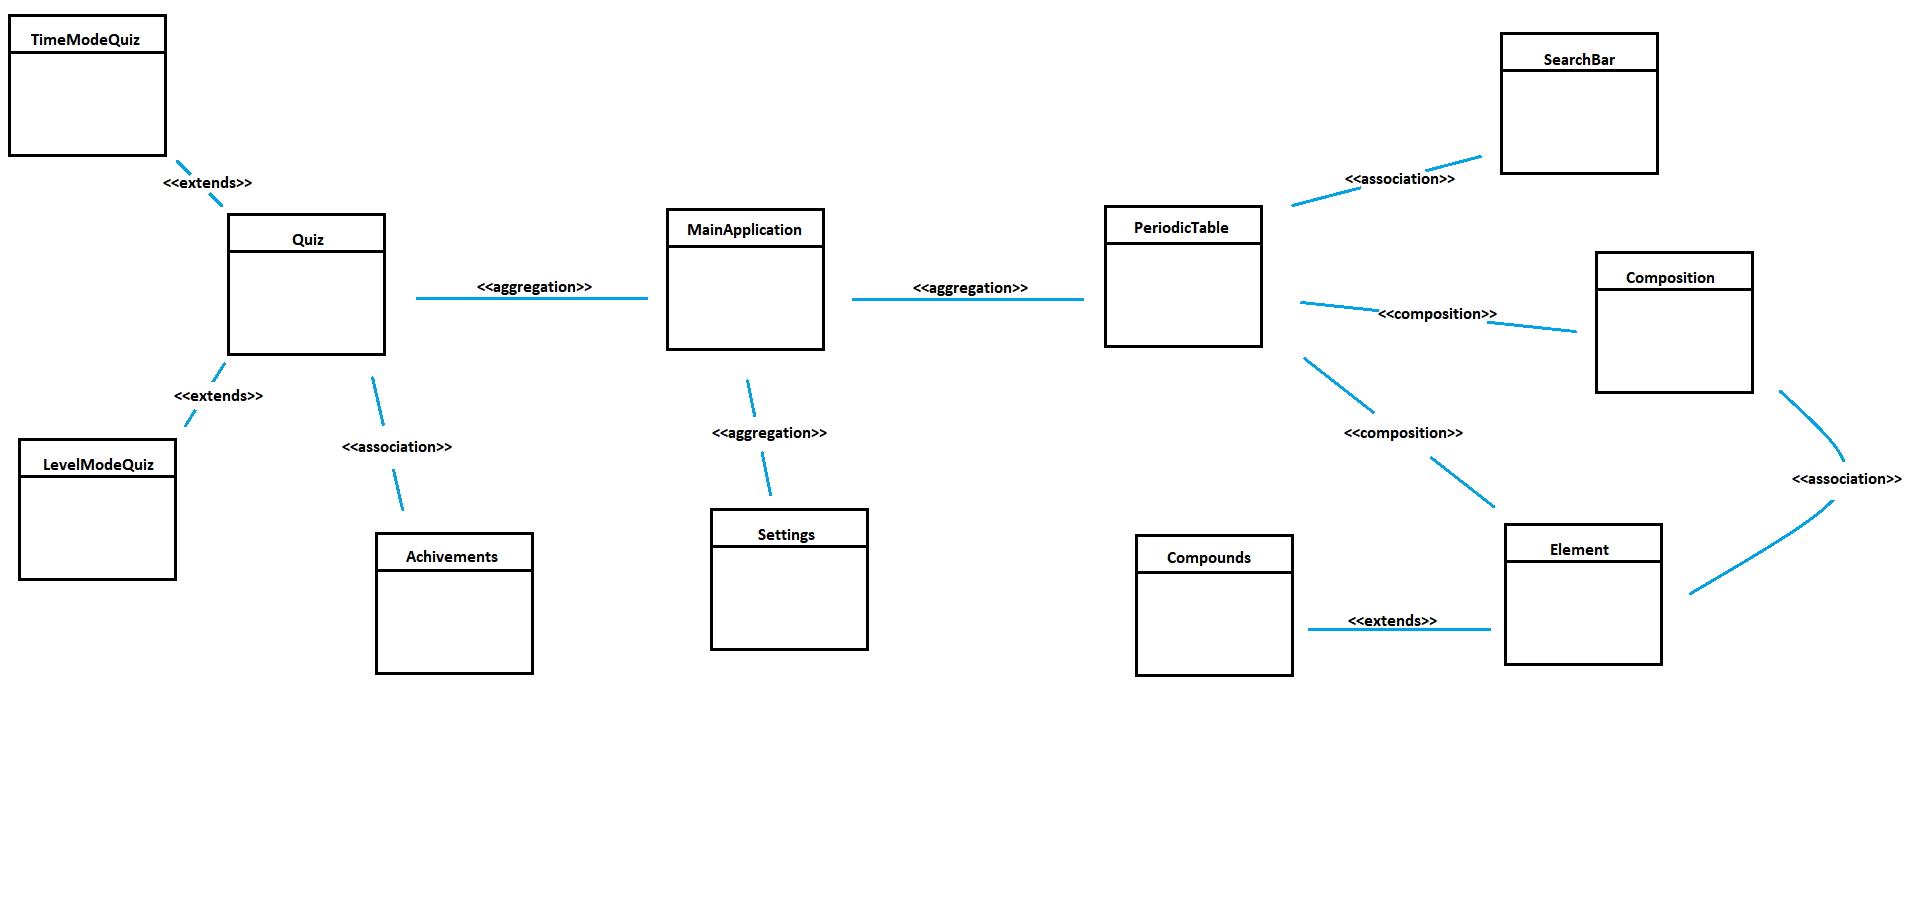 TimeModeQuiz
SearchBar
<<extends>>
<<association>>
Quiz
MainApplication
PeriodicTable
Composition
<<aggregation>>
<<aggregation>>
<<composition>>
<<extends>>
<<association>>
<<aggregation>>
<<composition>>
LevelModeQuiz
<<association>>
Achivements
Settings
Compounds
Element
<<extends>>